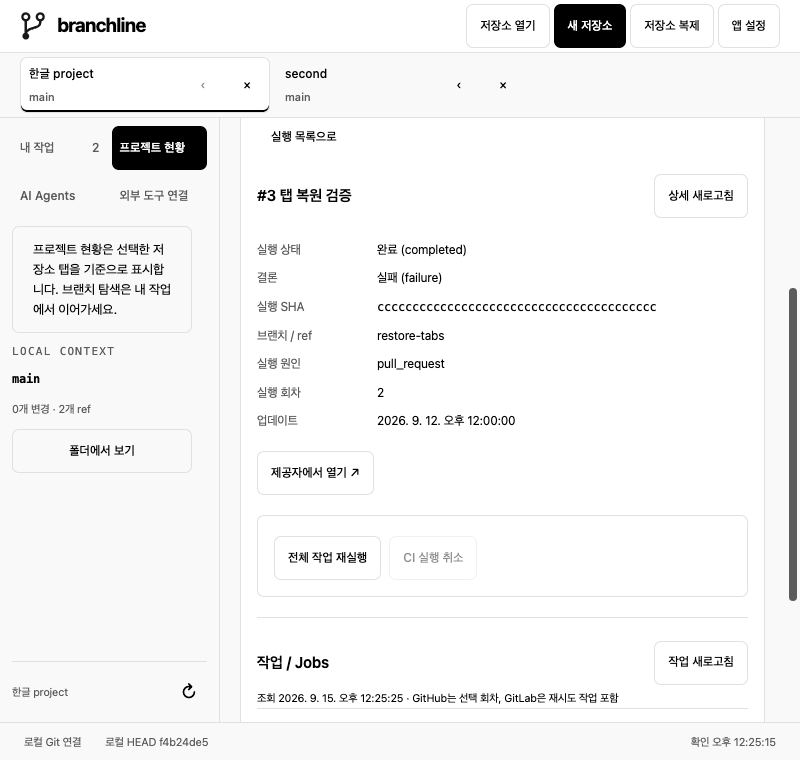 branchline
저장소 열기
새 저장소
저장소 복제
앱 설정
한글 project
main
‹
×
second
main
‹
×
내 작업
2
프로젝트 현황
AI Agents
외부 도구 연결
프로젝트 현황은 선택한 저
장소 탭을 기준으로 표시합
니다. 브랜치 탐색은 내 작업
에서 이어가세요.
LOCAL CONTEXT
main
0개 변경 · 2개 ref
폴더에서 보기
한글 project
실행 목록으로
#3 탭 복원 검증
상세 새로고침
실행 상태 완료 (completed)
결론 실패 (failure)
실행 SHA cccccccccccccccccccccccccccccccccccccccc
브랜치 / ref restore-tabs
실행 원인 pull_request
실행 회차 2
업데이트 2026. 9. 12. 오후 12:00:00
제공자에서 열기 ↗
전체 작업 재실행
CI 실행 취소
작업 / Jobs
작업 새로고침
조회 2026. 9. 15. 오후 12:25:25 · GitHub는 선택 회차, GitLab은 재시도 작업 포함
로컬 Git 연결
로컬 HEAD f4b24de5
확인 오후 12:25:15